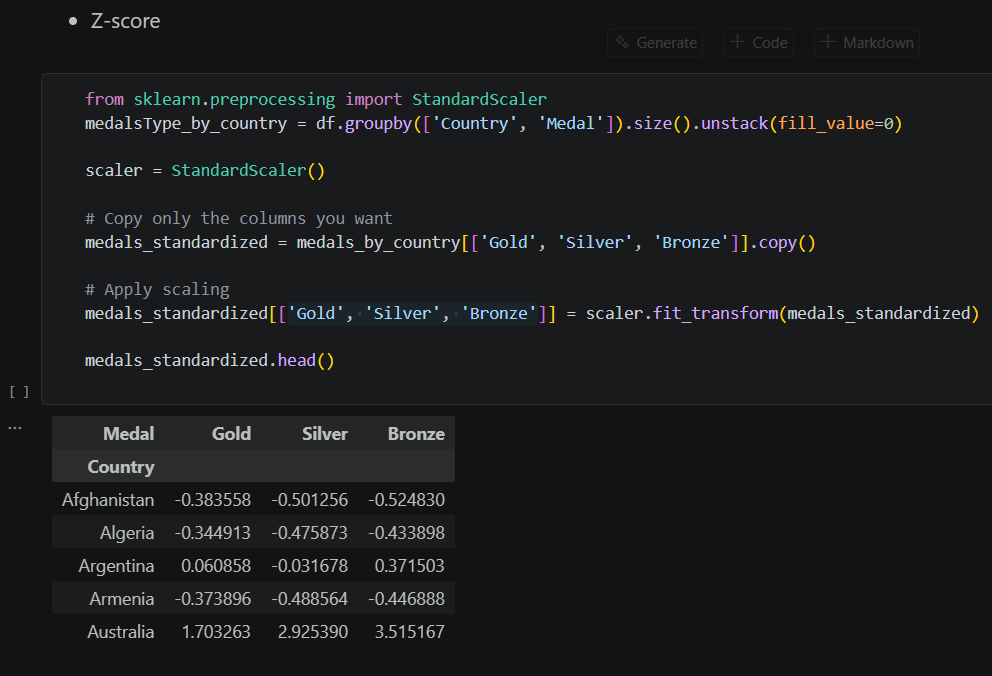 • Z-score
Generate + Code + Markdown
from sklearn.preprocessing import StandardScaler
medalsType_by_country = df.groupby(['Country', 'Medal']).size().unstack(fill_value=0)
scaler = StandardScaler()
# Copy only the columns you want
medals_standardized = medals_by_country[['Gold', 'Silver', 'Bronze']].copy()
# Apply scaling
medals_standardized[['Gold', 'Silver', 'Bronze']] = scaler.fit_transform(medals_standardized)
medals_standardized.head()
[ ]
...
Medal Gold Silver Bronze
Country
Afghanistan -0.383558 -0.501256 -0.524830
Algeria -0.344913 -0.475873 -0.433898
Argentina 0.060858 -0.031678 0.371503
Armenia -0.373896 -0.488564 -0.446888
Australia 1.703263 2.925390 3.515167